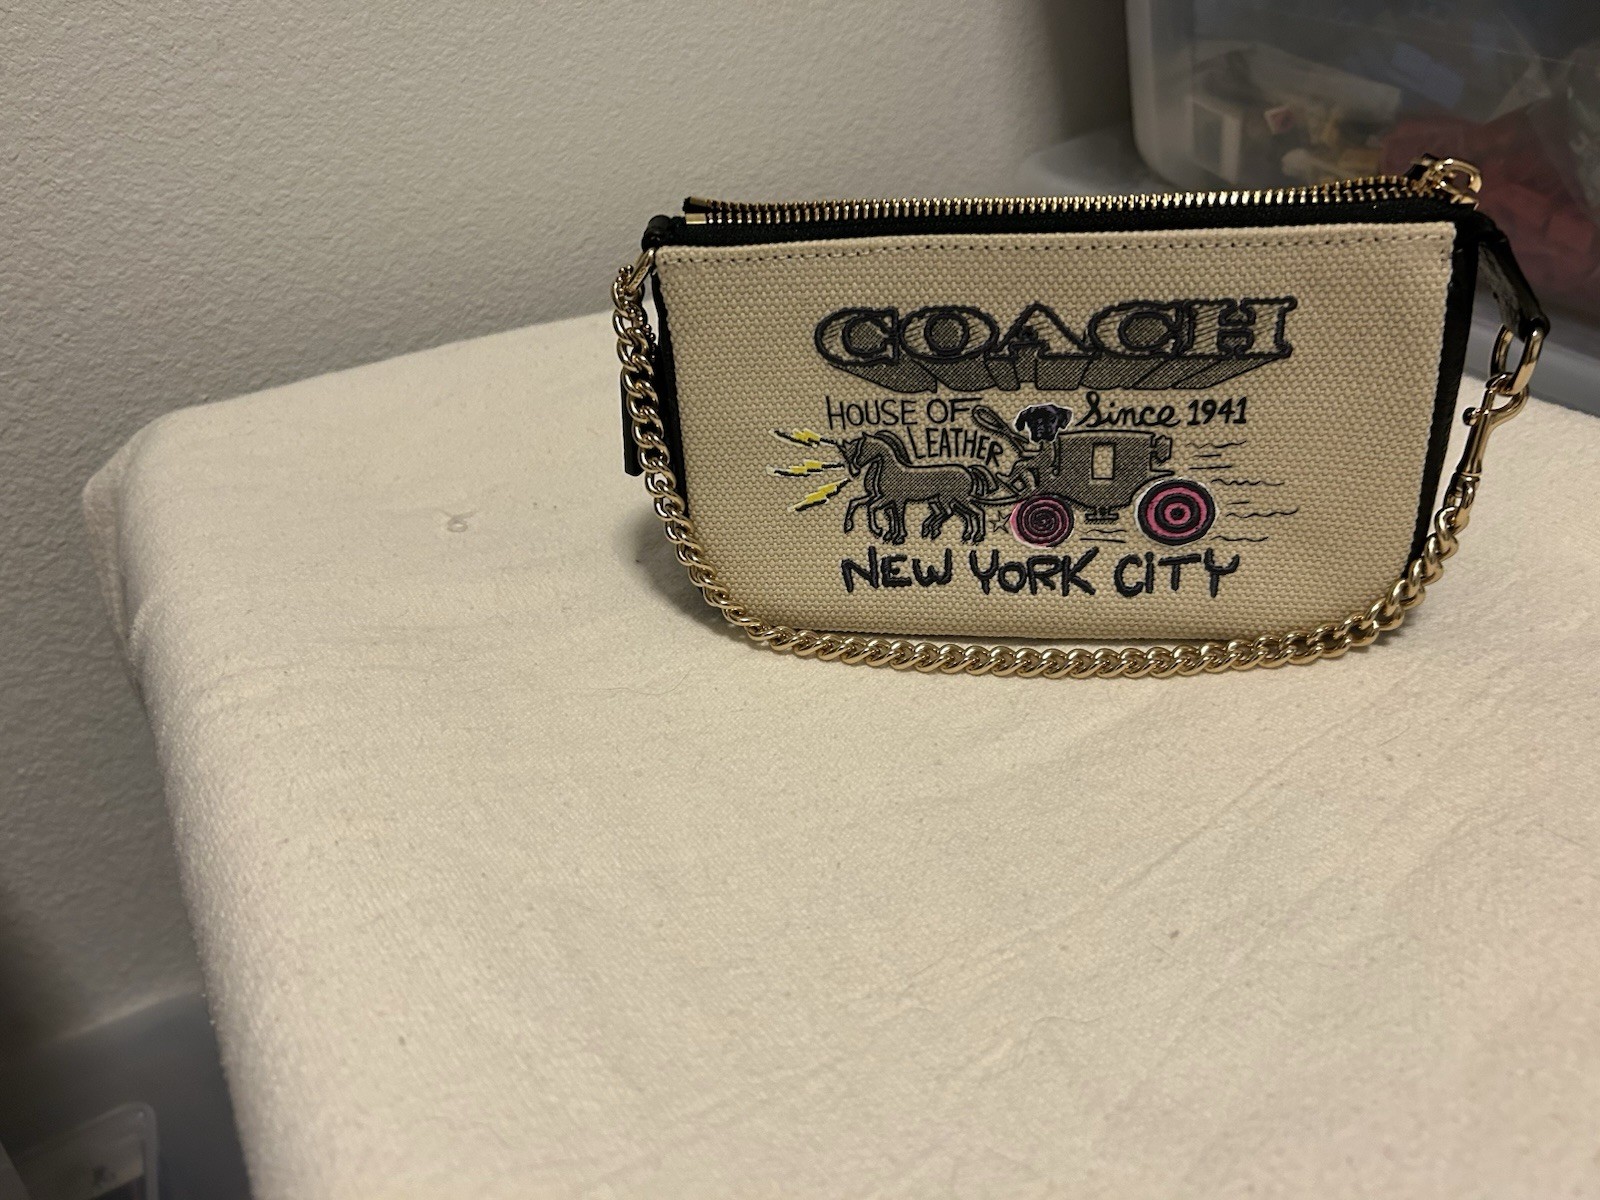 COACH
HOUSE OF
LEATHER
Since 1941
NEW YORK CITY